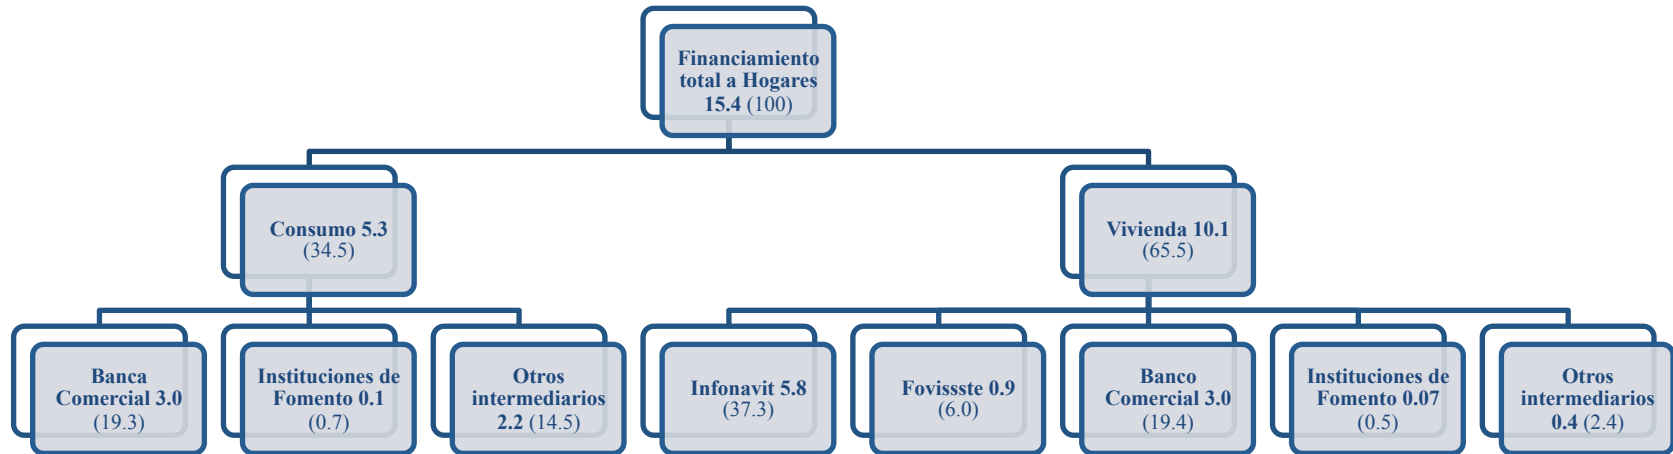 Financiamiento
total a Hogares
15.4 (100)
Consumo 5.3
(34.5)
Vivienda 10.1
(65.5)
Banca
Comercial 3.0
(19.3)
Instituciones de
Fomento 0.1
(0.7)
Otros
intermediarios
2.2 (14.5)
Infonavit 5.8
(37.3)
Fovissste 0.9
(6.0)
Banco
Comercial 3.0
(19.4)
Instituciones de
Fomento 0.07
(0.5)
Otros
intermediarios
0.4 (2.4)